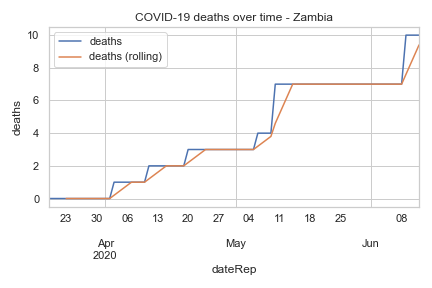 COVID-19 deaths over time - Zambia
deaths
deaths (rolling)
10
8
6
4
2
0
deaths
23 30 06 13 20 27 04 11 18 25 08
Apr May Jun
2020
dateRep